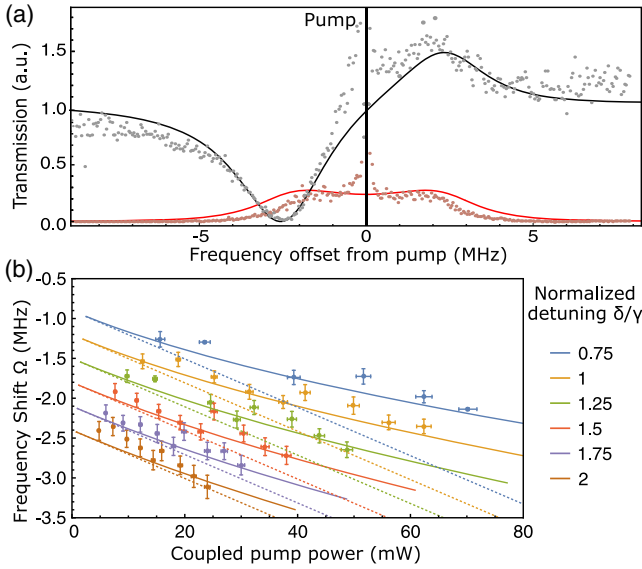 (a)
Pump
Transmission (a.u.)
1.5
1.0
0.5
0.0
-5
0
5
Frequency offset from pump (MHz)
(b)
Frequency Shift Ω (MHz)
-0.5
-1.0
-1.5
-2.0
-2.5
-3.0
-3.5
0
20
40
60
80
Coupled pump power (mW)
Normalized
detuning δ/γ
0.75
1
1.25
1.5
1.75
2